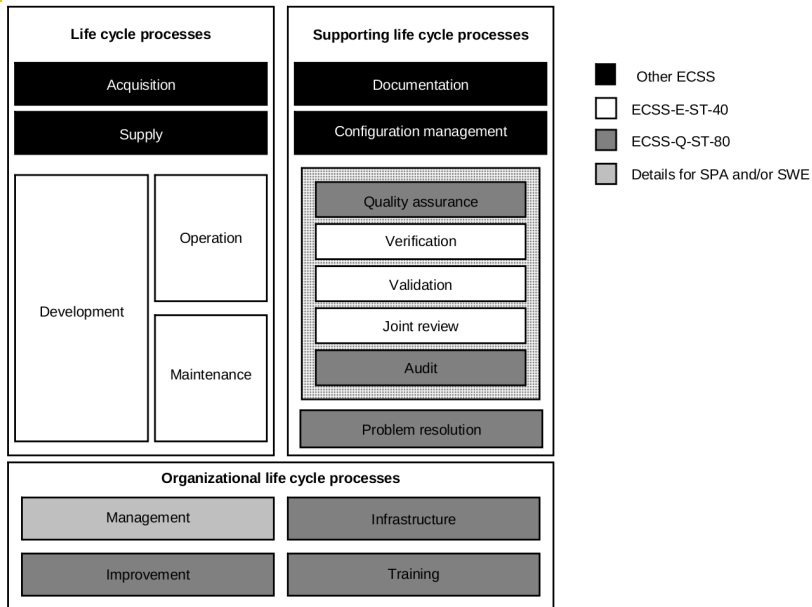 Life cycle processes
Acquisition
Supply
Development
Operation
Maintenance
Supporting life cycle processes
Documentation
Configuration management
Quality assurance
Verification
Validation
Joint review
Audit
Problem resolution
Organizational life cycle processes
Management
Infrastructure
Improvement
Training
Other ECSS
ECSS-E-ST-40
ECSS-Q-ST-80
Details for SPA and/or SWE